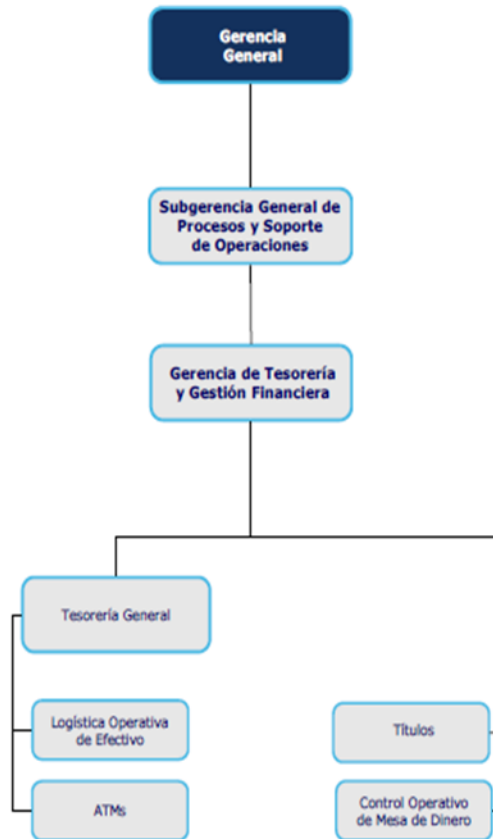 Gerencia
General
Subgerencia General de
Procesos y Soporte
de Operaciones
Gerencia de Tesorería
y Gestión Financiera
Tesorería General
Logística Operativa
de Efectivo
Títulos
ATMs
Control Operativo
de Mesa de Dinero